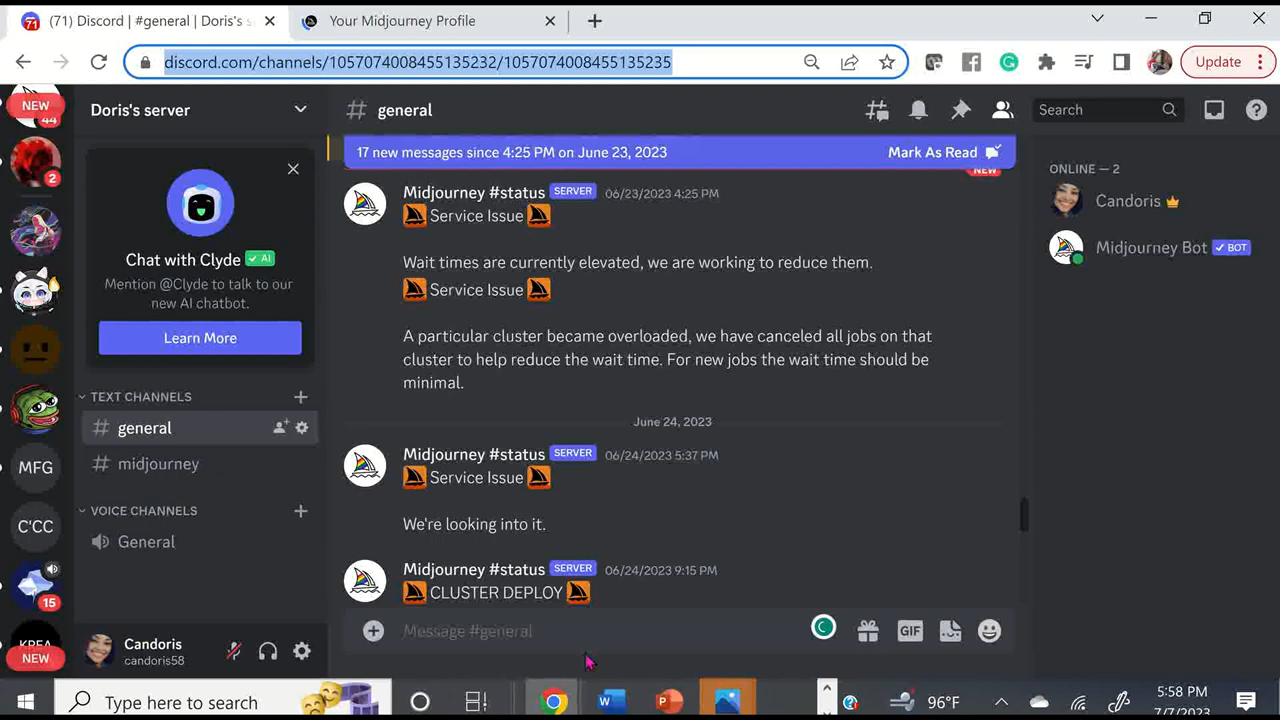 71
(71) Discord | #general | Doris's s
Your Midjourney Profile
discord.com/channels/1057074008455135232/1057074008455135235
Update
NEW
44
Doris's server
# general
Search
17 new messages since 4:25 PM on June 23, 2023
Mark As Read
NEW
2
Chat with Clyde
AI
Mention @Clyde to talk to our
new AI chatbot.
Learn More
TEXT CHANNELS
# general
# midjourney
VOICE CHANNELS
General
MFG
C'CC
15
KREA
NEW
Candoris
candoris58
Midjourney #status SERVER 06/23/2023 4:25 PM
Service Issue
Wait times are currently elevated, we are working to reduce them.
Service Issue
A particular cluster became overloaded, we have canceled all jobs on that
cluster to help reduce the wait time. For new jobs the wait time should be
minimal.
June 24, 2023
Midjourney #status SERVER 06/24/2023 5:37 PM
Service Issue
We're looking into it.
Midjourney #status SERVER 06/24/2023 9:15 PM
CLUSTER DEPLOY
Message #general
GIF
ONLINE — 2
Candoris
Midjourney Bot BOT
Type here to search
96°F
5:58 PM
7/7/2023